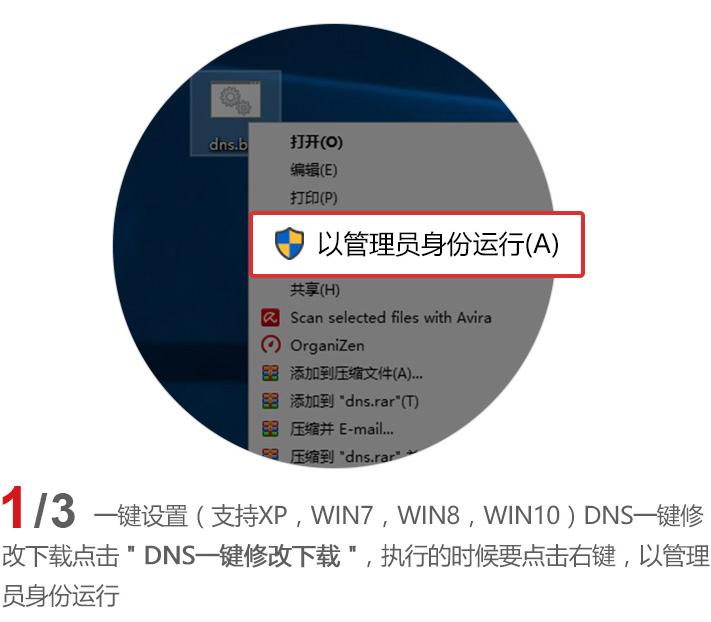 dns.b
打开(O)
编辑(E)
打印(P)
以管理员身份运行(A)
共享(H)
Scan selected files with Avira
OrganiZen
添加到压缩文件(A)...
添加到 "dns.rar"(T)
压缩并 E-mail...
压缩到 "dns.rar"
1/3 一键设置（支持XP，WIN7，WIN8，WIN10）DNS一键修
改下载点击＂DNS一键修改下载＂，执行的时候要点击右键，以管理
员身份运行